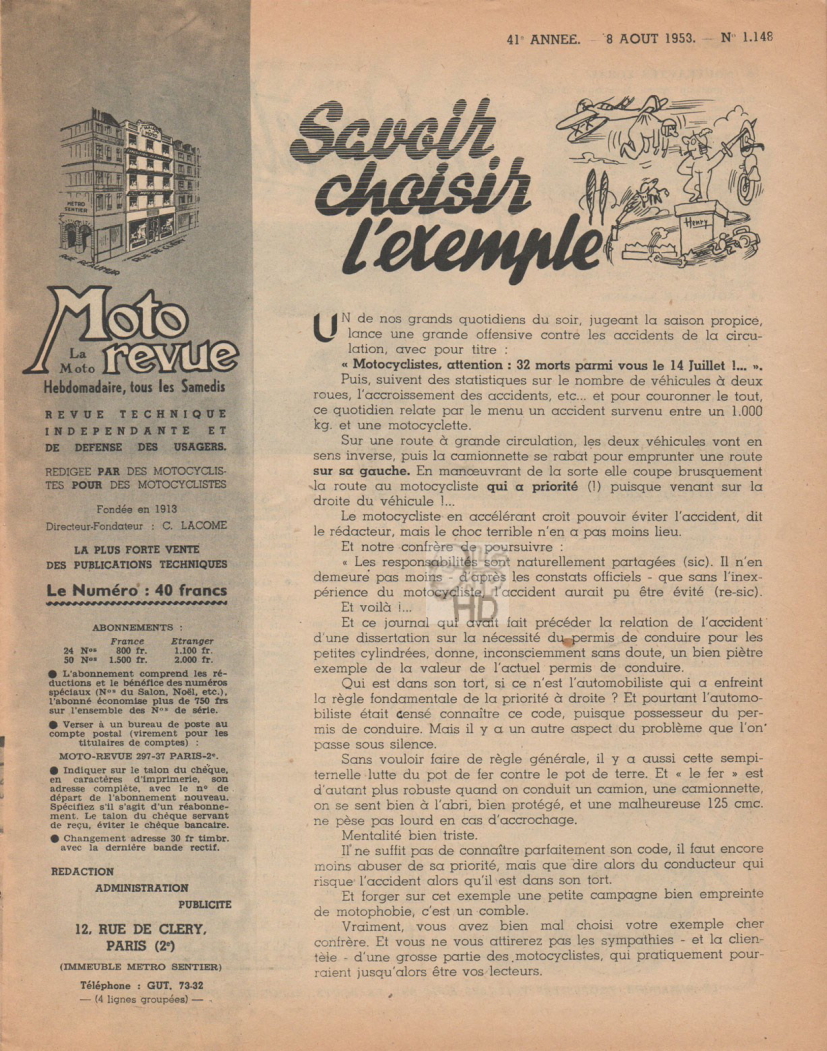 41e ANNEE. — 8 AOUT 1953. — No 1.148
Savoir
choisir
l'exemple
Henry
METRO
SENTIER
RUE REAUMUR
RUE DE CLERY
Moto
La
Moto
revue
Hebdomadaire, tous les Samedis
REVUE TECHNIQUE
INDEPENDANTE ET
DE DEFENSE DES USAGERS.
REDIGEE PAR DES MOTOCYCLIS-
TES POUR DES MOTOCYCLISTES
Fondée en 1913
Directeur-Fondateur : C. LACOME
LA PLUS FORTE VENTE
DES PUBLICATIONS TECHNIQUES
Le Numéro : 40 francs
ABONNEMENTS :
France Etranger
24 Nos 800 fr. 1.100 fr.
50 Nos 1.500 fr. 2.000 fr.
● L'abonnement comprend les ré-
ductions et le bénéfice des numéros
spéciaux (Nos du Salon, Noël, etc.),
l'abonné économise plus de 750 frs
sur l'ensemble des Nos de série.
● Verser à un bureau de poste au
compte postal (virement pour les
titulaires de comptes) :
MOTO-REVUE 297-37 PARIS-2e.
● Indiquer sur le talon du chèque,
en caractères d'imprimerie, son
adresse complète, avec le no de
départ de l'abonnement nouveau.
Spécifiez s'il s'agit d'un réabonne-
ment. Le talon du chèque servant
de reçu, éviter le chèque bancaire.
● Changement adresse 30 fr timbr.
avec la dernière bande rectif.
REDACTION
ADMINISTRATION
PUBLICITE
12, RUE DE CLERY,
PARIS (2e)
(IMMEUBLE METRO SENTIER)
Téléphone : GUT. 73-32
— (4 lignes groupées) —
UN de nos grands quotidiens du soir, jugeant la saison propice,
lance une grande offensive contre les accidents de la circu-
lation, avec pour titre :
« Motocyclistes, attention : 32 morts parmi vous le 14 Juillet !... ».
Puis, suivent des statistiques sur le nombre de véhicules à deux
roues, l'accroissement des accidents, etc... et pour couronner le tout,
ce quotidien relate par le menu un accident survenu entre un 1.000
kg. et une motocyclette.
Sur une route à grande circulation, les deux véhicules vont en
sens inverse, puis la camionnette se rabat pour emprunter une route
sur sa gauche. En manœuvrant de la sorte elle coupe brusquement
la route au motocycliste qui a priorité (!) puisque venant sur la
droite du véhicule !...
Le motocycliste en accélérant croit pouvoir éviter l'accident, dit
le rédacteur, mais le choc terrible n'en a pas moins lieu.
Et notre confrère de poursuivre :
« Les responsabilités sont naturellement partagées (sic). Il n'en
demeure pas moins - d'après les constats officiels - que sans l'inex-
périence du motocycliste, l'accident aurait pu être évité (re-sic).
Et voilà !...
Et ce journal qui avait fait précéder la relation de l'accident
d'une dissertation sur la nécessité du permis de conduire pour les
petites cylindrées, donne, inconsciemment sans doute, un bien piètre
exemple de la valeur de l'actuel permis de conduire.
Qui est dans son tort, si ce n'est l'automobiliste qui a enfreint
la règle fondamentale de la priorité à droite ? Et pourtant l'automo-
biliste était censé connaître ce code, puisque possesseur du per-
mis de conduire. Mais il y a un autre aspect du problème que l'on
passe sous silence.
Sans vouloir faire de règle générale, il y a aussi cette sempi-
ternelle lutte du pot de fer contre le pot de terre. Et « le fer » est
d'autant plus robuste quand on conduit un camion, une camionnette,
on se sent bien à l'abri, bien protégé, et une malheureuse 125 cmc.
ne pèse pas lourd en cas d'accrochage.
Mentalité bien triste.
Il ne suffit pas de connaître parfaitement son code, il faut encore
moins abuser de sa priorité, mais que dire alors du conducteur qui
risque l'accident alors qu'il est dans son tort.
Et forger sur cet exemple une petite campagne bien empreinte
de motophobie, c'est un comble.
Vraiment, vous avez bien mal choisi votre exemple cher
confrère. Et vous ne vous attirerez pas les sympathies - et la clien-
tèle - d'une grosse partie des motocyclistes, qui pratiquement pour-
raient jusqu'alors être vos lecteurs.
HD